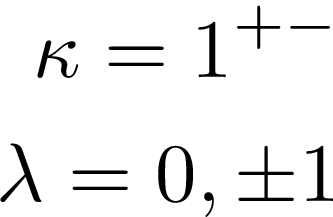 κ = 1⁺⁻
λ = 0, ±1